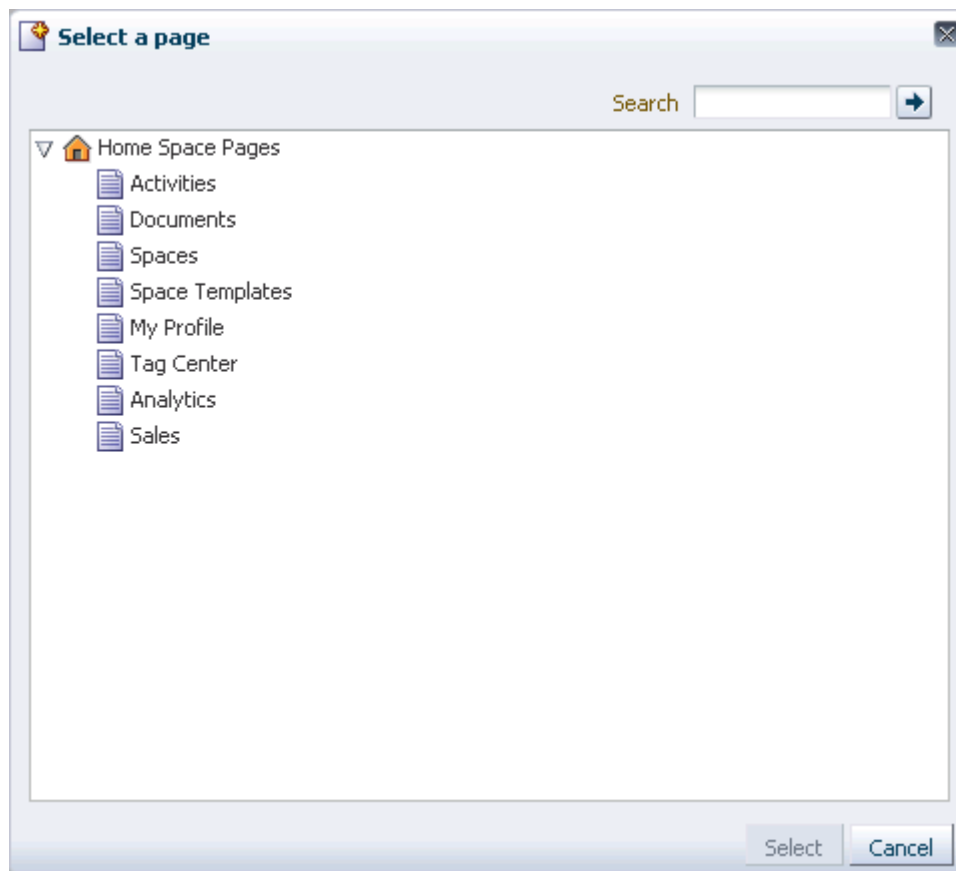 Select a page
Search
Home Space Pages
Activities
Documents
Spaces
Space Templates
My Profile
Tag Center
Analytics
Sales
Select Cancel